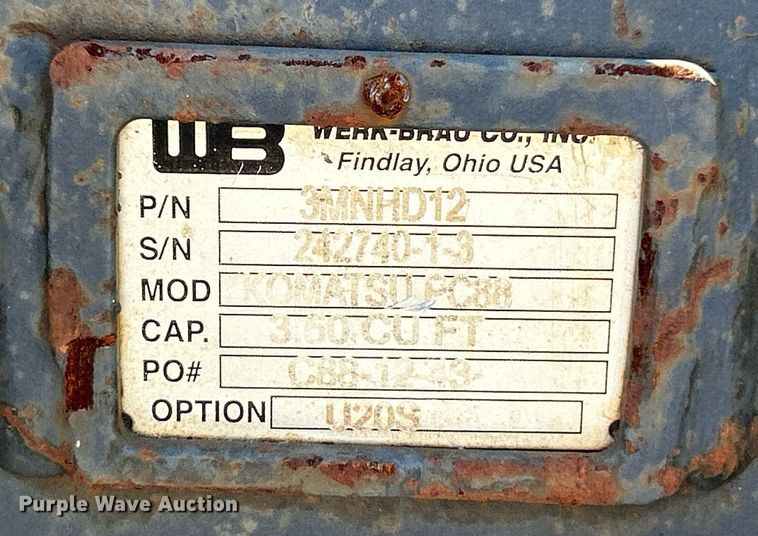 WB WERK-BRAU CO., INC.
Findlay, Ohio USA
P/N 3MNHD12
S/N 242740-1-3
MOD KOMATSU PC88
CAP. 3.50 CU FT
PO# C88-12-43-
OPTION U20S
Purple Wave Auction